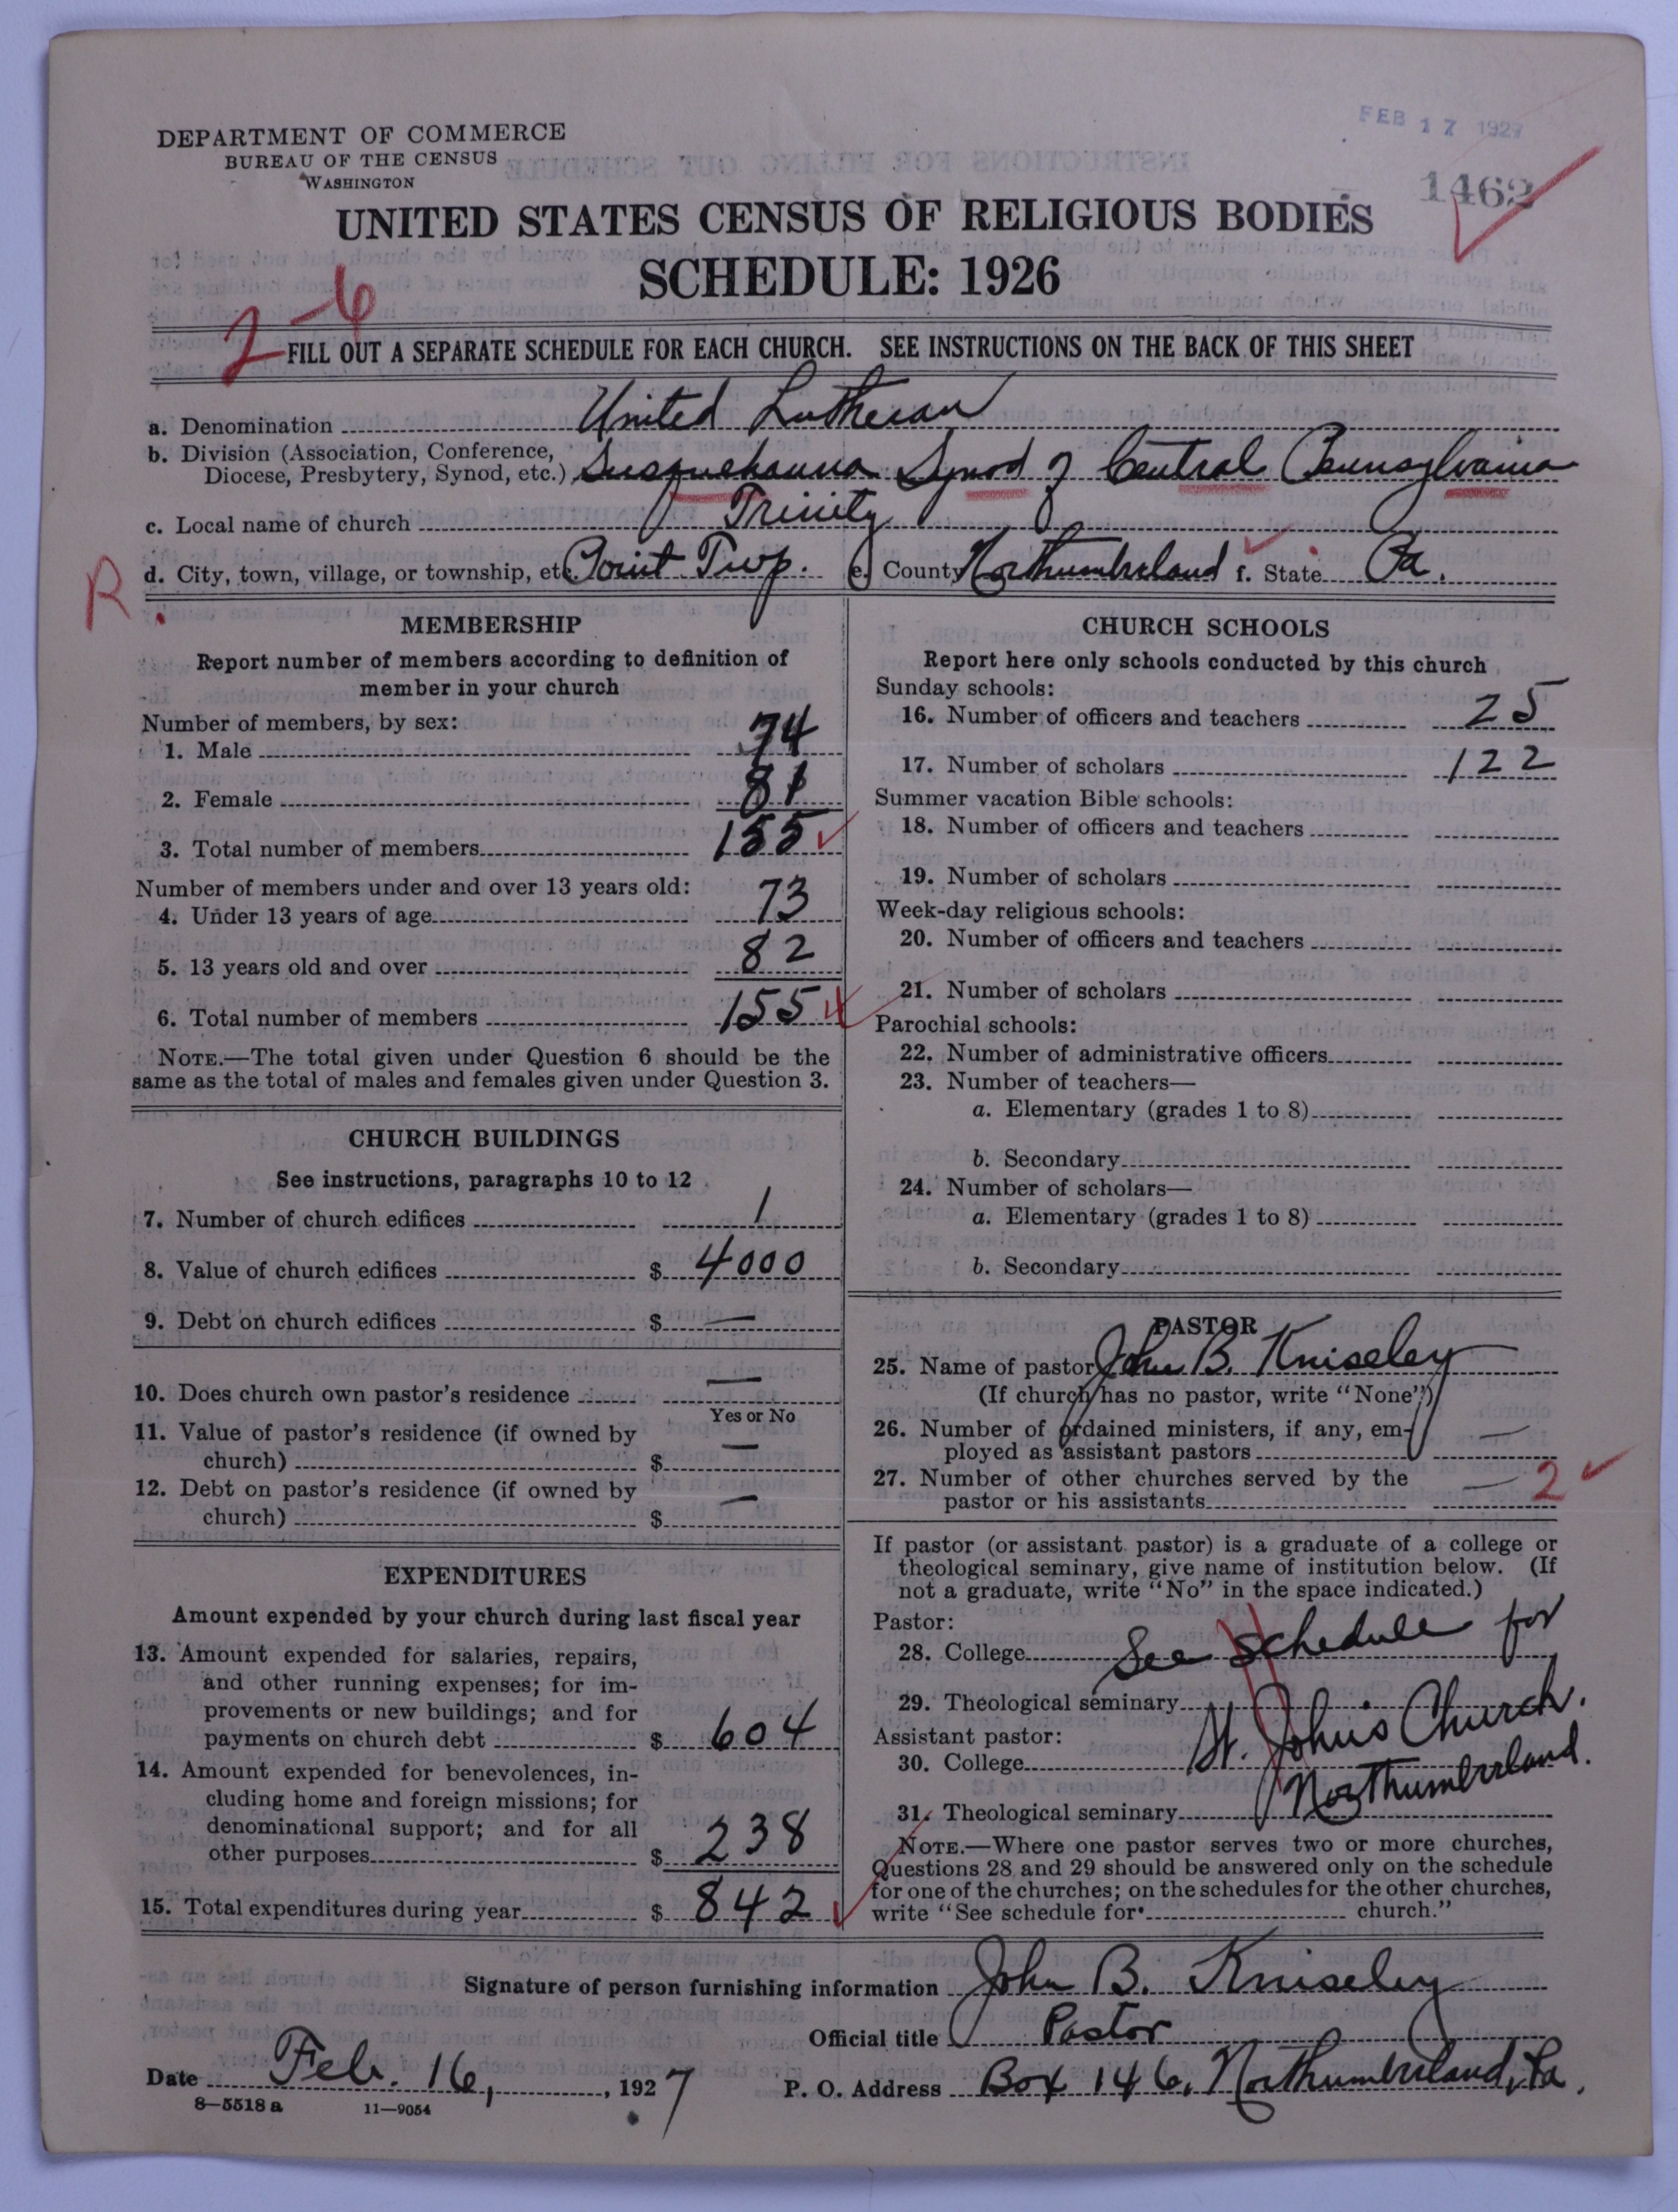 FEB 17 1927
DEPARTMENT OF COMMERCE
BUREAU OF THE CENSUS
WASHINGTON
1462
UNITED STATES CENSUS OF RELIGIOUS BODIES
SCHEDULE: 1926
2-6
FILL OUT A SEPARATE SCHEDULE FOR EACH CHURCH. SEE INSTRUCTIONS ON THE BACK OF THIS SHEET
a. Denomination United Lutheran
b. Division (Association, Conference,
Diocese, Presbytery, Synod, etc.) Susquehanna Synod of Central Pennsylvania
c. Local name of church Trinity
R. d. City, town, village, or township, etc. Point Twp. e. County Northumberland f. State Pa.
MEMBERSHIP
Report number of members according to definition of
member in your church
Number of members, by sex:
1. Male 74
2. Female 81
3. Total number of members 155
Number of members under and over 13 years old:
4. Under 13 years of age 73
5. 13 years old and over 82
6. Total number of members 155
NOTE.—The total given under Question 6 should be the
same as the total of males and females given under Question 3.
CHURCH BUILDINGS
See instructions, paragraphs 10 to 12
7. Number of church edifices 1
8. Value of church edifices $ 4000
9. Debt on church edifices $ —
10. Does church own pastor's residence —
Yes or No
11. Value of pastor's residence (if owned by
church) $ —
12. Debt on pastor's residence (if owned by
church) $ —
EXPENDITURES
Amount expended by your church during last fiscal year
13. Amount expended for salaries, repairs,
and other running expenses; for im-
provements or new buildings; and for
payments on church debt $ 604
14. Amount expended for benevolences, in-
cluding home and foreign missions; for
denominational support; and for all
other purposes $ 238
15. Total expenditures during year $ 842
CHURCH SCHOOLS
Report here only schools conducted by this church
Sunday schools:
16. Number of officers and teachers 25
17. Number of scholars 122
Summer vacation Bible schools:
18. Number of officers and teachers
19. Number of scholars
Week-day religious schools:
20. Number of officers and teachers
21. Number of scholars
Parochial schools:
22. Number of administrative officers
23. Number of teachers—
a. Elementary (grades 1 to 8)
b. Secondary
24. Number of scholars—
a. Elementary (grades 1 to 8)
b. Secondary
PASTOR
25. Name of pastor John B. Kniseley
(If church has no pastor, write "None")
26. Number of ordained ministers, if any, em-
ployed as assistant pastors —
27. Number of other churches served by the
pastor or his assistants — 2
If pastor (or assistant pastor) is a graduate of a college or
theological seminary, give name of institution below. (If
not a graduate, write "No" in the space indicated.)
Pastor:
28. College See schedule for
29. Theological seminary
Assistant pastor:
30. College St. John's Church.
31. Theological seminary Northumberland.
NOTE.—Where one pastor serves two or more churches,
Questions 28 and 29 should be answered only on the schedule
for one of the churches; on the schedules for the other churches,
write "See schedule for church."
Signature of person furnishing information John B. Kniseley
Official title Pastor
Date Feb. 16, 1927 P. O. Address Box 146, Northumberland, Pa.
8—5518 a 11—9054